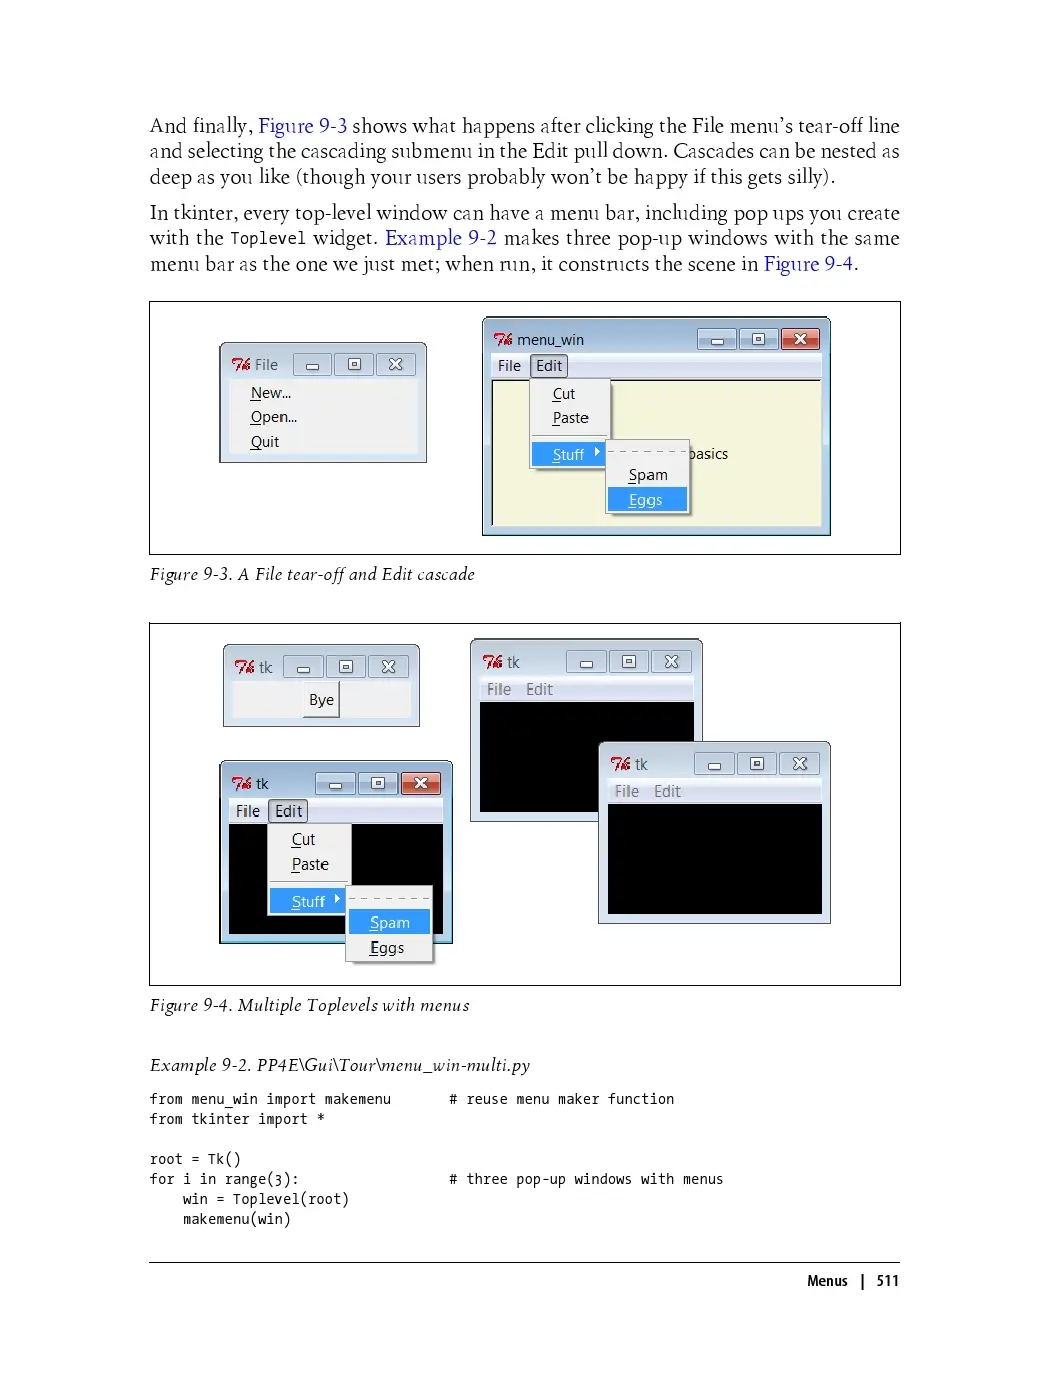 And finally, Figure 9-3 shows what happens after clicking the File menu’s tear-off line
and selecting the cascading submenu in the Edit pull down. Cascades can be nested as
deep as you like (though your users probably won’t be happy if this gets silly).
In tkinter, every top-level window can have a menu bar, including pop ups you create
with the Toplevel widget. Example 9-2 makes three pop-up windows with the same
menu bar as the one we just met; when run, it constructs the scene in Figure 9-4.
File
New...
Open...
Quit
menu_win
File Edit
Cut
Paste
Stuff
basics
Spam
Eggs
Figure 9-3. A File tear-off and Edit cascade
tk
Bye
tk
File Edit
tk
File Edit
tk
File Edit
Cut
Paste
Stuff
Spam
Eggs
Figure 9-4. Multiple Toplevels with menus
Example 9-2. PP4E\Gui\Tour\menu_win-multi.py
from menu_win import makemenu # reuse menu maker function
from tkinter import *
root = Tk()
for i in range(3): # three pop-up windows with menus
win = Toplevel(root)
makemenu(win)
Menus | 511